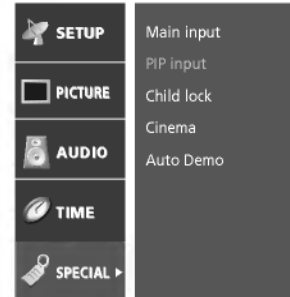 SETUP
PICTURE
AUDIO
TIME
SPECIAL
Main input
PIP input
Child lock
Cinema
Auto Demo